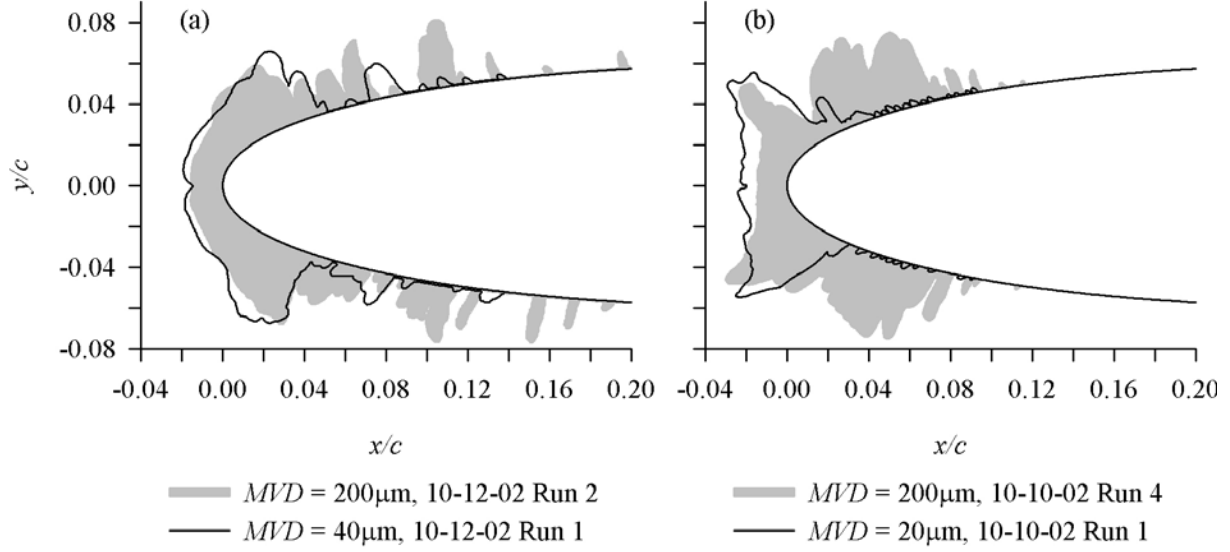 (a)
(b)
0.08
0.04
0.00
-0.04
-0.08
y/c
-0.04 0.00 0.04 0.08 0.12 0.16 0.20
-0.04 0.00 0.04 0.08 0.12 0.16 0.20
x/c
x/c
MVD = 200μm, 10-12-02 Run 2
MVD = 40μm, 10-12-02 Run 1
MVD = 200μm, 10-10-02 Run 4
MVD = 20μm, 10-10-02 Run 1